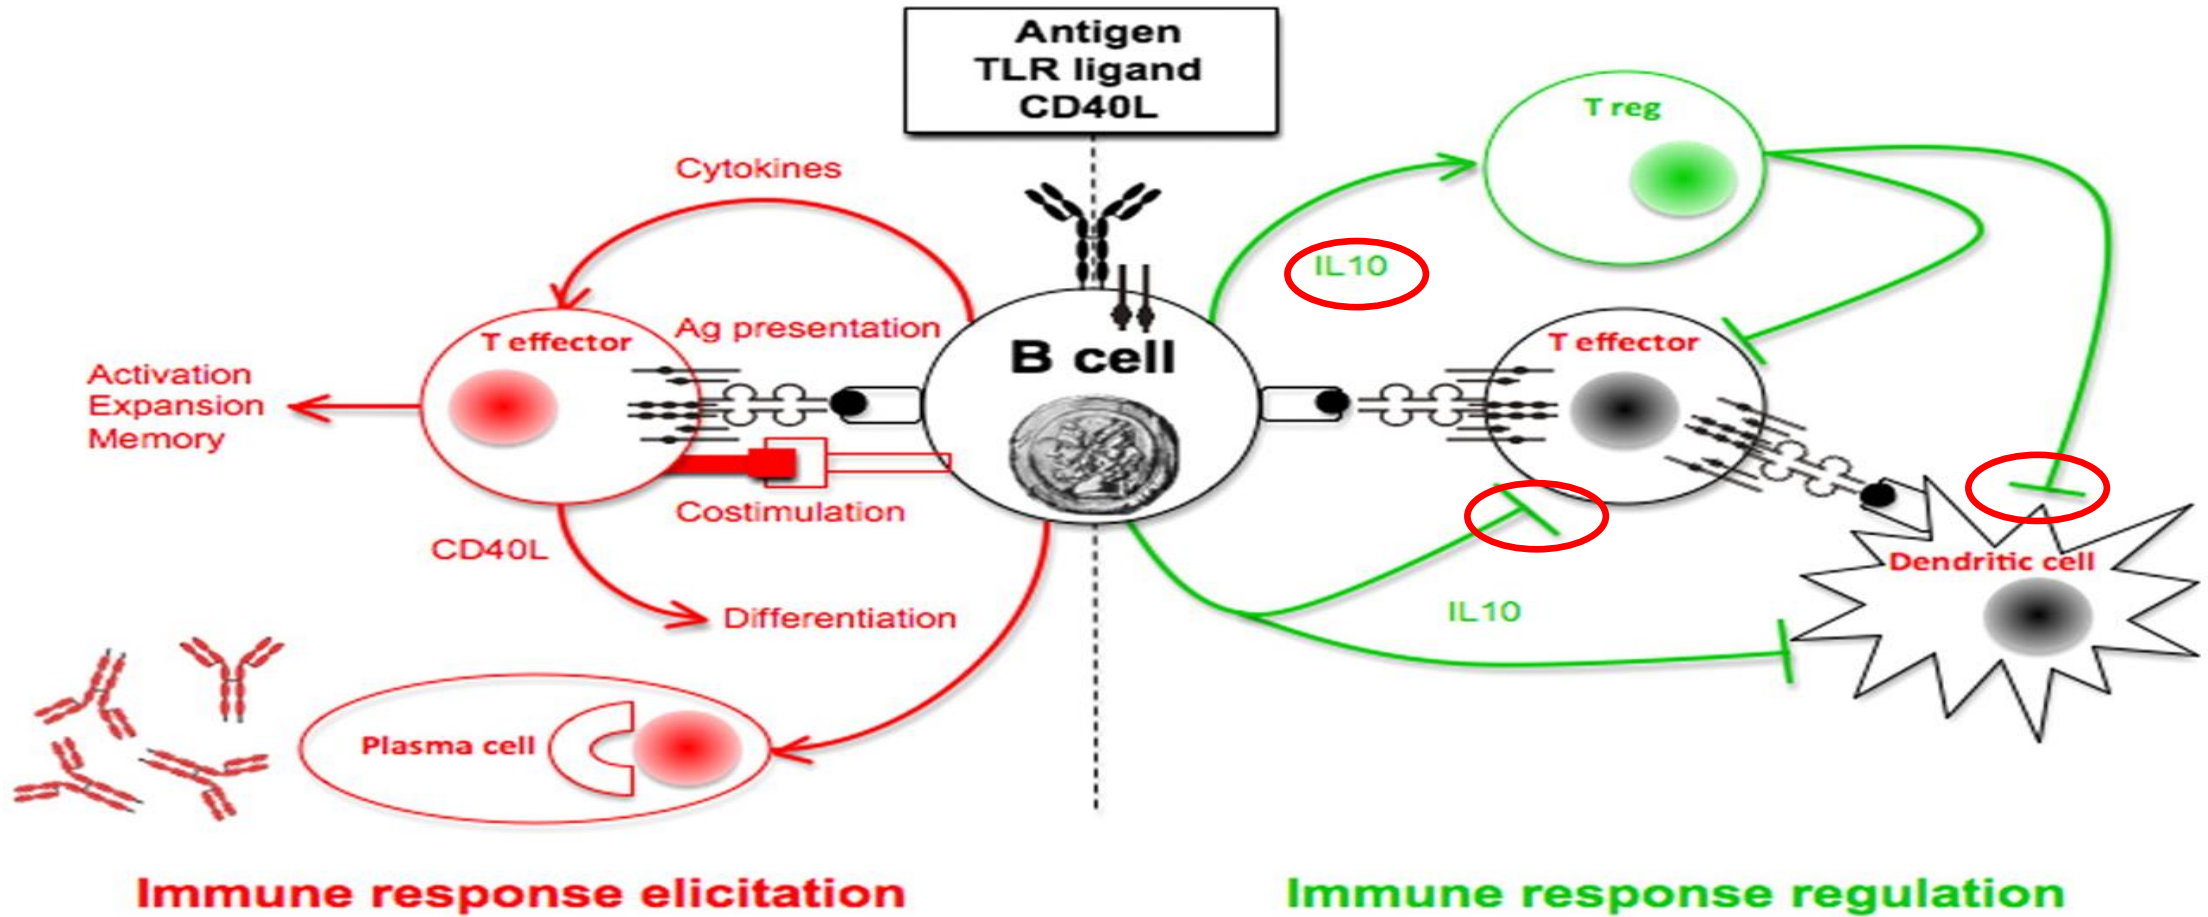 Antigen
TLR ligand
CD40L
Cytokines
T reg
IL10
T effector
Ag presentation
B cell
T effector
Activation
Expansion
Memory
Costimulation
CD40L
Dendritic cell
Differentiation
IL10
Plasma cell
Immune response elicitation
Immune response regulation